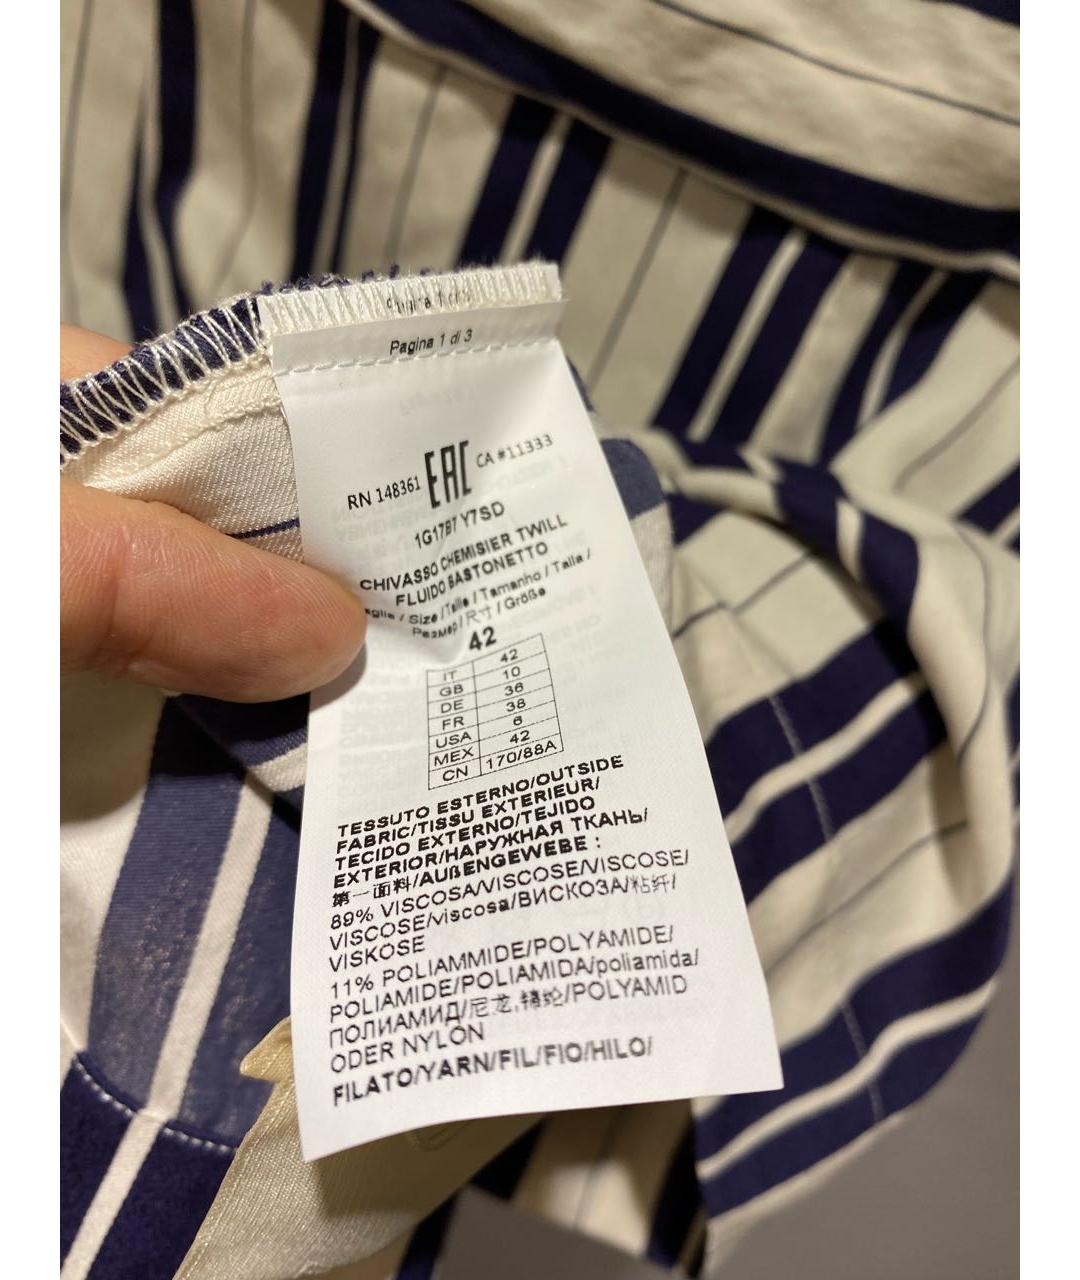 Pagina 1 di 3
RN 148361 EAC CA #11333
1G17B7 Y7SD
CHIVASSO CHEMISIER TWILL
FLUIDO BASTONETTO
/ Size /Taille / Tamanho / Talla /
Размер/尺寸 / Größe
42
IT 42
GB 10
DE 36
FR 38
USA 6
MEX 42
CN 170/88A
TESSUTO ESTERNO/OUTSIDE
FABRIC/TISSU EXTERIEUR/
TECIDO EXTERNO/TEJIDO
EXTERIOR/НАРУЖНАЯ ТКАНЬ/
第一面料/AUßENGEWEBE :
89% VISCOSA/VISCOSE/VISCOSE/
VISCOSE/viscosa/ВИСКОЗА/粘纤/
VISKOSE
11% POLIAMMIDE/POLYAMIDE/
POLIAMIDE/POLIAMIDA/poliamida/
ПОЛИАМИД/尼龙,锦纶/POLYAMID
ODER NYLON
FILATO/YARN/FIL/FIO/HILO/